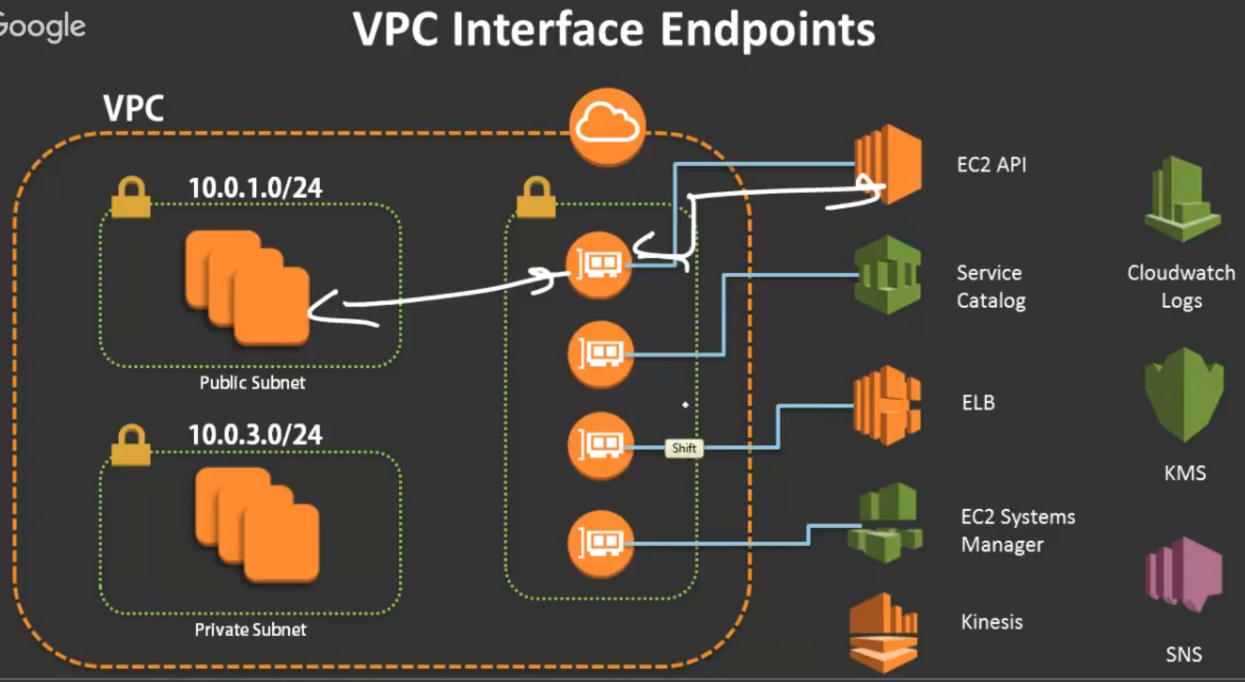 Google
VPC Interface Endpoints
VPC
10.0.1.0/24
Public Subnet
10.0.3.0/24
Private Subnet
Shift
EC2 API
Service
Catalog
ELB
EC2 Systems
Manager
Kinesis
Cloudwatch
Logs
KMS
SNS